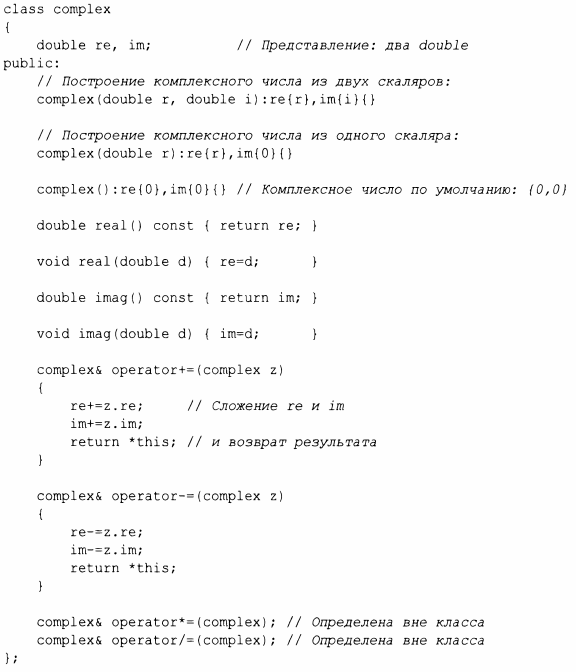 class complex
{
    double re, im;           // Представление: два double
public:
    // Построение комплексного числа из двух скаляров:
    complex(double r, double i):re{r},im{i}{}
    // Построение комплексного числа из одного скаляра:
    complex(double r):re{r},im{0}{}
    complex():re{0},im{0}{} // Комплексное число по умолчанию: {0,0}
    double real() const { return re; }
    void real(double d) { re=d;       }
    double imag() const { return im; }
    void imag(double d) { im=d;       }
    complex& operator+=(complex z)
    {
        re+=z.re;     // Сложение re и im
        im+=z.im;
        return *this; // и возврат результата
    }
    complex& operator-=(complex z)
    {
        re-=z.re;
        im-=z.im;
        return *this;
    }
    complex& operator*=(complex); // Определена вне класса
    complex& operator/=(complex); // Определена вне класса
};